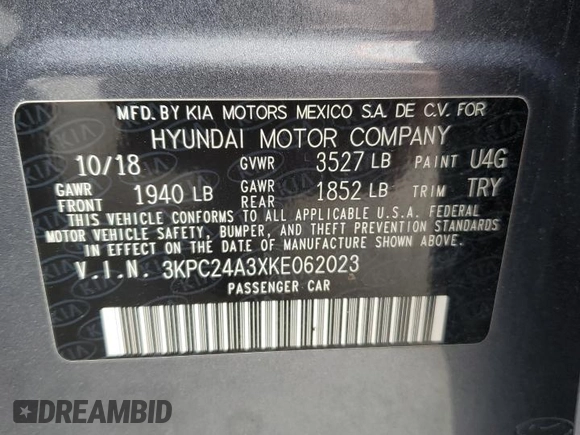 MFD. BY KIA MOTORS MEXICO S.A. DE C.V. FOR
HYUNDAI MOTOR COMPANY
10/18 GVWR 3527 LB PAINT U4G
GAWR FRONT 1940 LB GAWR REAR 1852 LB TRIM TRY
THIS VEHICLE CONFORMS TO ALL APPLICABLE U.S.A. FEDERAL
MOTOR VEHICLE SAFETY, BUMPER, AND THEFT PREVENTION STANDARDS
IN EFFECT ON THE DATE OF MANUFACTURE SHOWN ABOVE.
V.I.N. 3KPC24A3XKE062023
PASSENGER CAR
DREAMBID